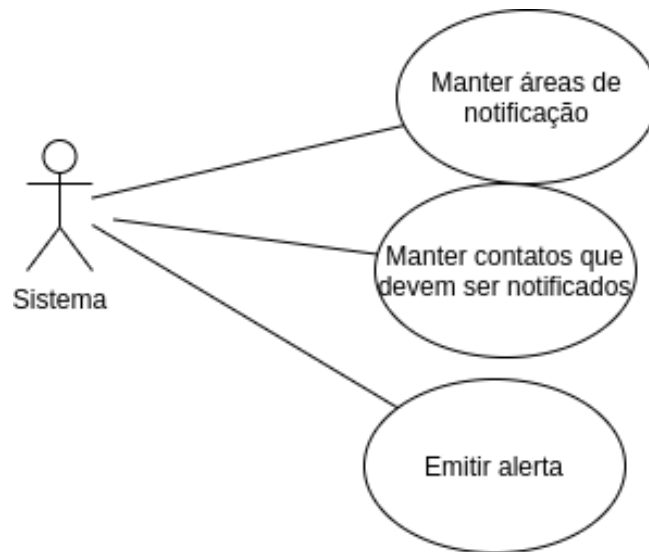 Manter áreas de
notificação
Manter contatos que
devem ser notificados
Sistema
Emitir alerta